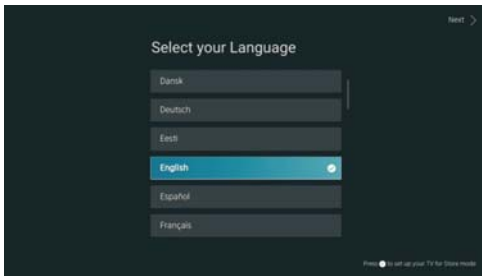 Next
Select your Language
Dansk
Deutsch
Eesti
English
Español
Français
Press to set up your TV for Store mode